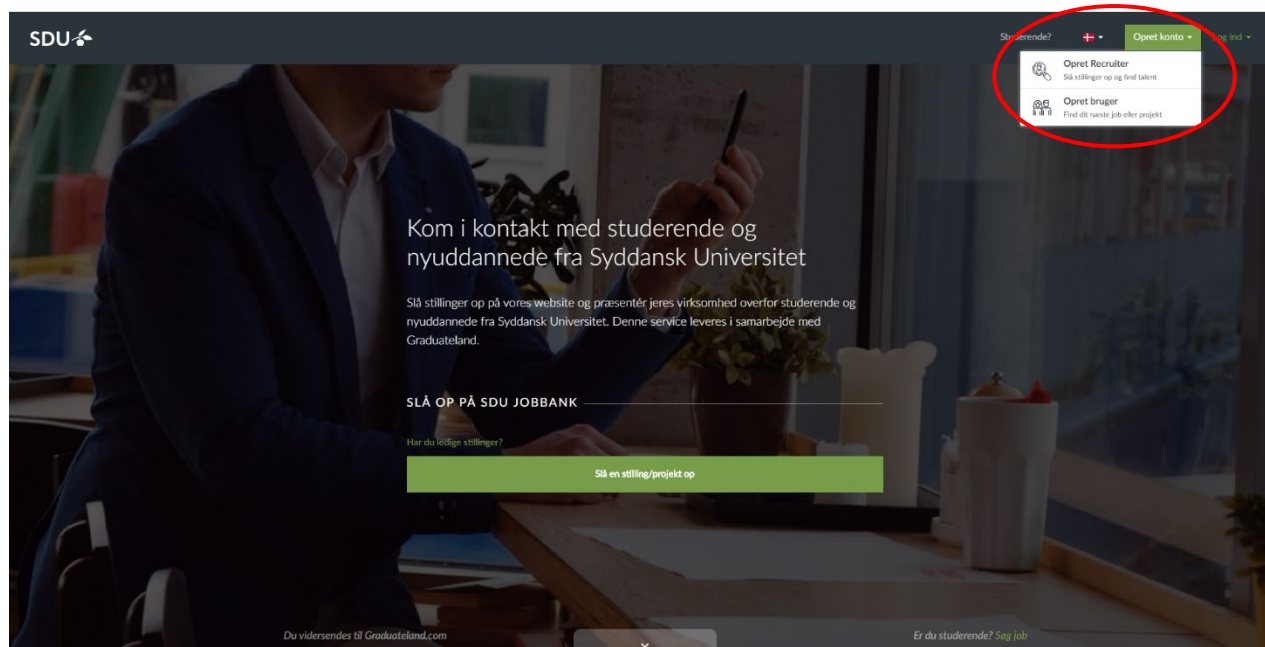 SDU
Studerende?
Opret konto
Log ind
Opret Recruiter
Slå stillinger op og find talent
Opret bruger
Find dit næste job eller projekt
Kom i kontakt med studerende og
nyuddannede fra Syddansk Universitet
Slå stillinger op på vores website og præsentér jeres virksomhed overfor studerende og
nyuddannede fra Syddansk Universitet. Denne service leveres i samarbejde med
Graduateland.
SLÅ OP PÅ SDU JOBBANK
Har du ledige stillinger?
Slå en stilling/projekt op
Du vidersendes til Graduateland.com
Er du studerende? Søg job